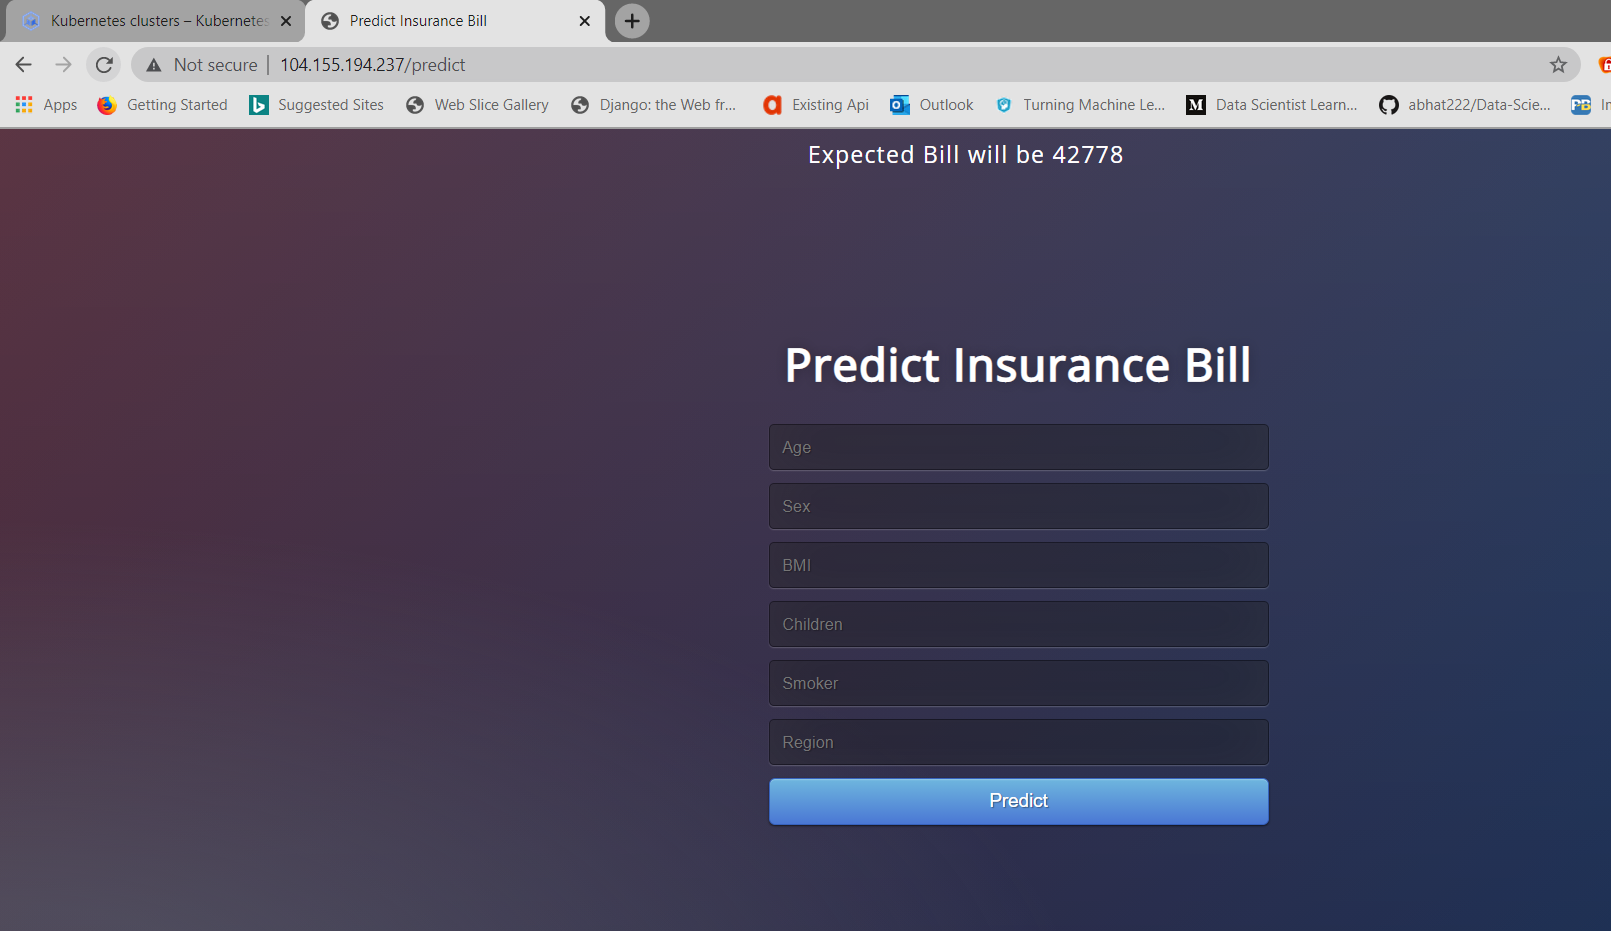 Kubernetes clusters – Kubernetes
Predict Insurance Bill
Not secure | 104.155.194.237/predict
Apps Getting Started Suggested Sites Web Slice Gallery Django: the Web fr... Existing Api Outlook Turning Machine Le... M Data Scientist Learn... abhat222/Data-Scie... PB
Expected Bill will be 42778
Predict Insurance Bill
Age
Sex
BMI
Children
Smoker
Region
Predict